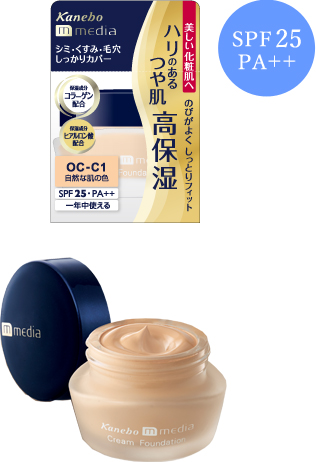 Kanebo
m media
シミ・くすみ・毛穴
しっかりカバー
保湿成分
コラーゲン
配合
保湿成分
ヒアルロン酸
配合
OC-C1
自然な肌の色
SPF 25・PA++
一年中使える
美しい化粧肌へ
ハリのある
つや肌
高保湿
のびがよく しっとりフィット
SPF 25
PA++
m media
Kanebo m media
Cream Foundation